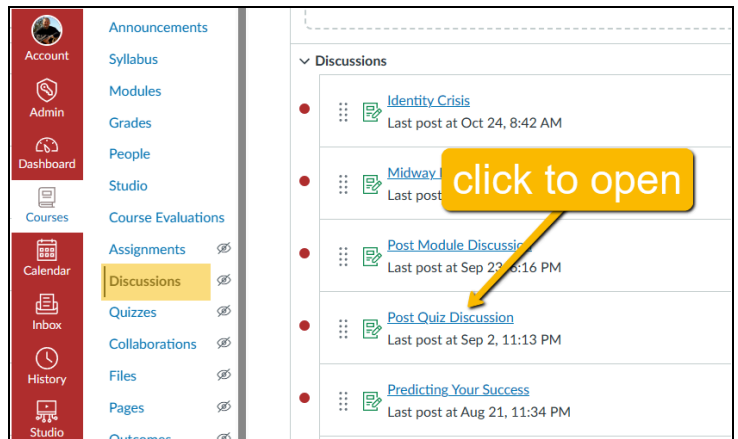 Account
Admin
Dashboard
Courses
Calendar
Inbox
History
Studio
Announcements
Syllabus
Modules
Grades
People
Studio
Course Evaluations
Assignments
Discussions
Quizzes
Collaborations
Files
Pages
Outcomes
Discussions
Identity Crisis
Last post at Oct 24, 8:42 AM
Midway
Last post
click to open
Post Module Discussion
Last post at Sep 23, 6:16 PM
Post Quiz Discussion
Last post at Sep 2, 11:13 PM
Predicting Your Success
Last post at Aug 21, 11:34 PM